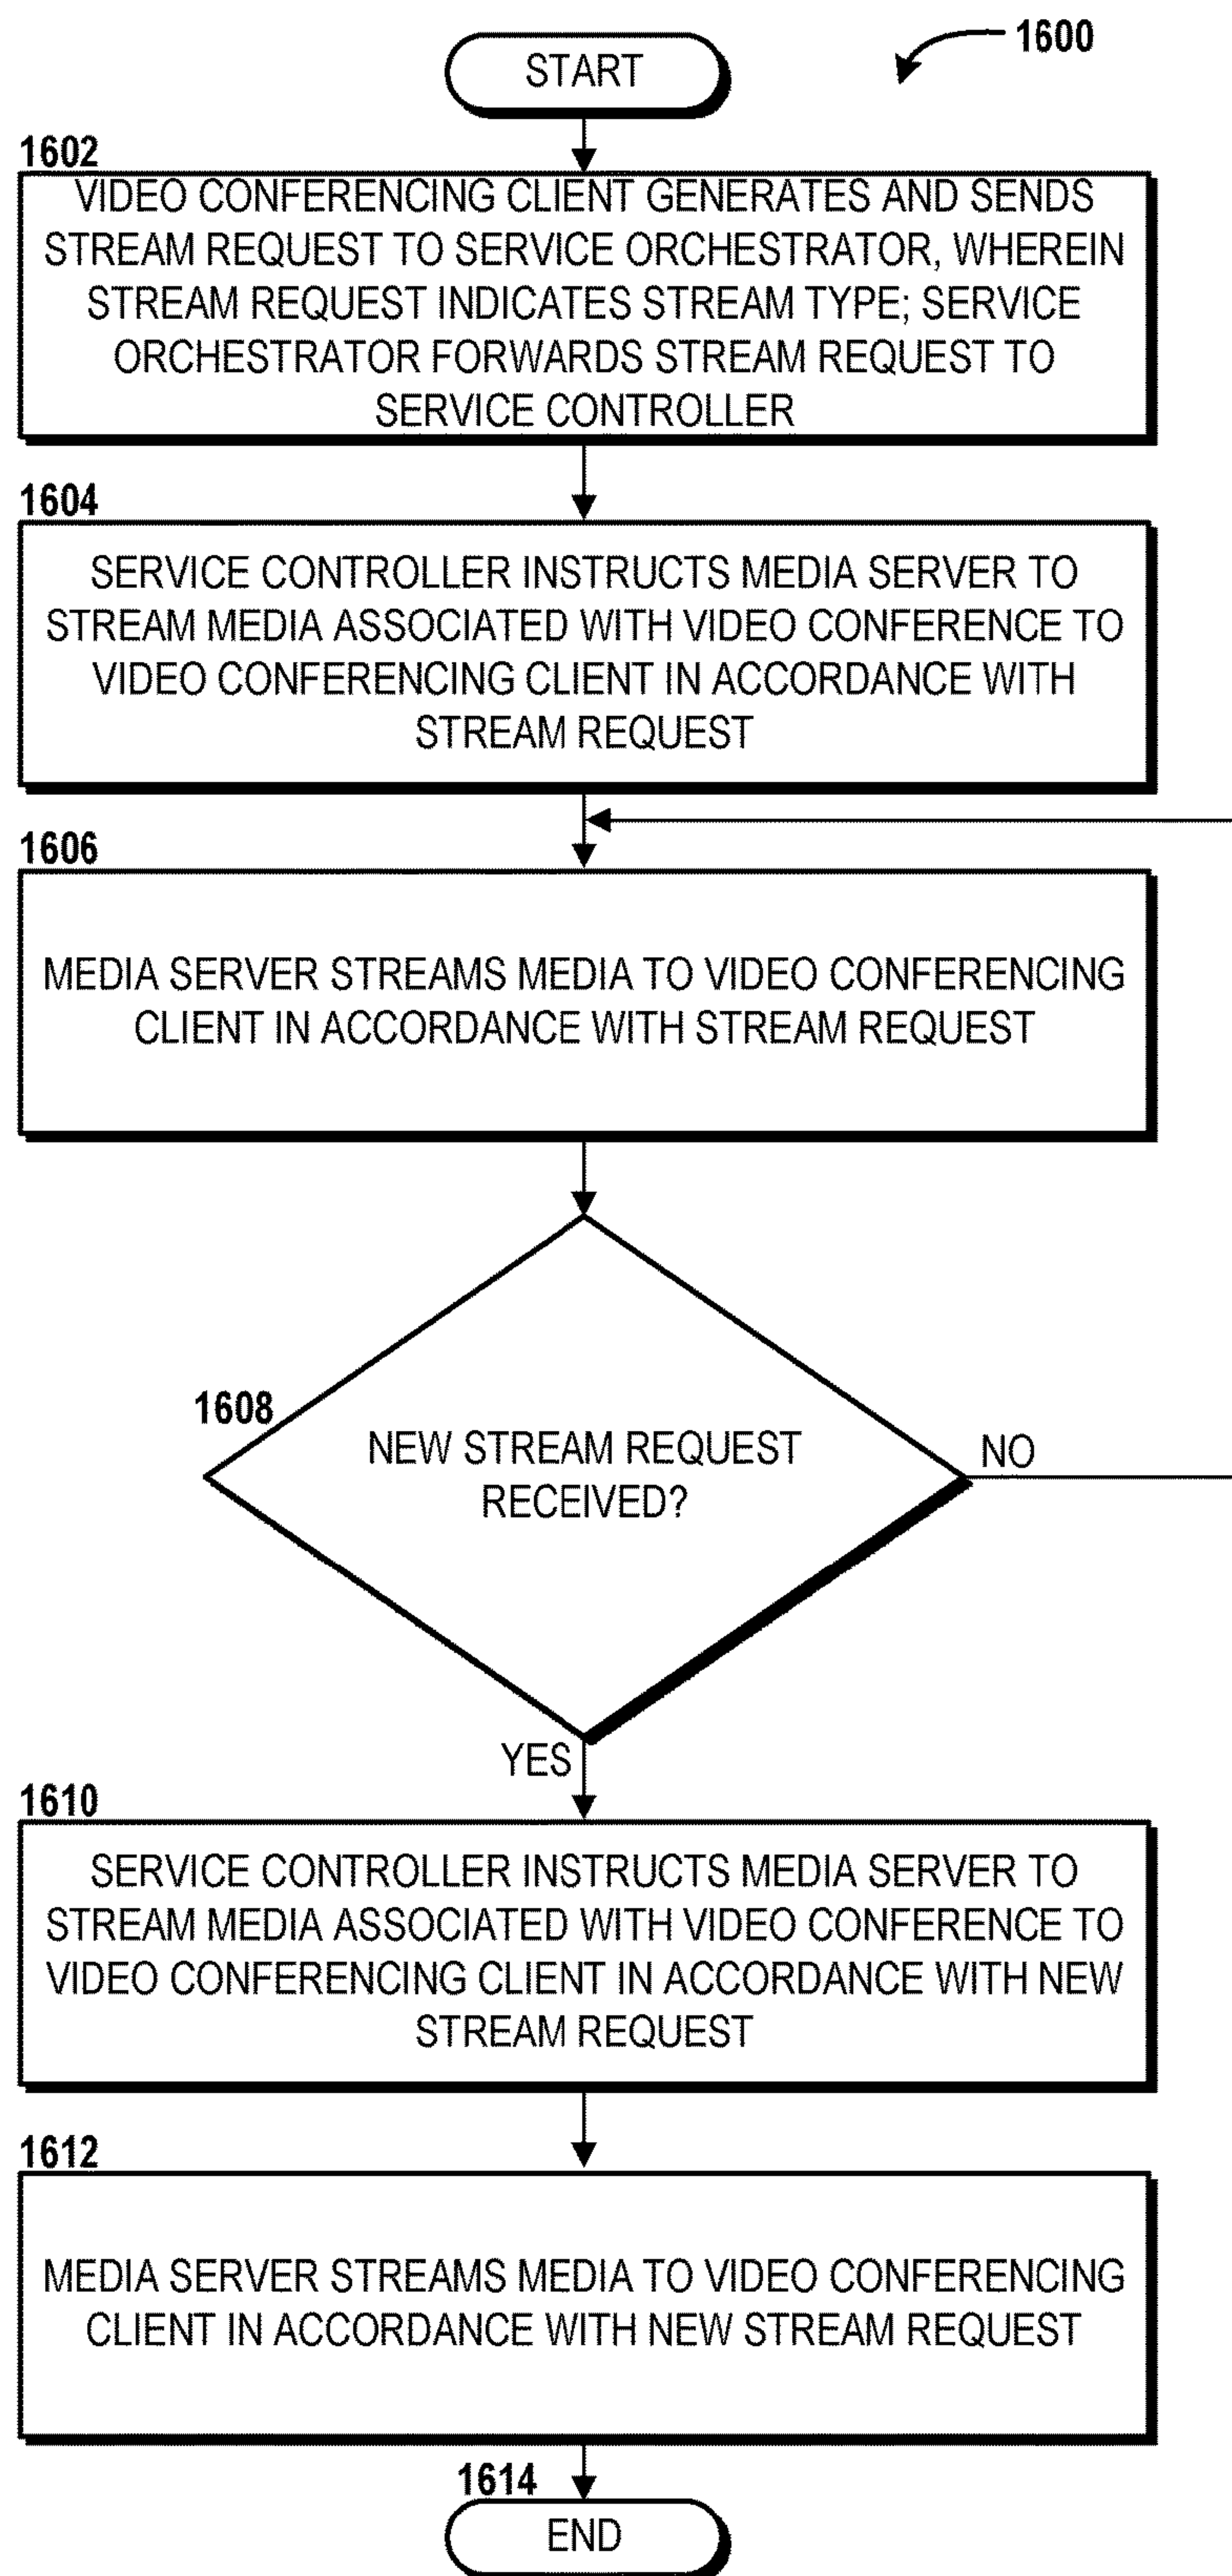 START
1600
1602
VIDEO CONFERENCING CLIENT GENERATES AND SENDS
STREAM REQUEST TO SERVICE ORCHESTRATOR, WHEREIN
STREAM REQUEST INDICATES STREAM TYPE; SERVICE
ORCHESTRATOR FORWARDS STREAM REQUEST TO
SERVICE CONTROLLER
1604
SERVICE CONTROLLER INSTRUCTS MEDIA SERVER TO
STREAM MEDIA ASSOCIATED WITH VIDEO CONFERENCE TO
VIDEO CONFERENCING CLIENT IN ACCORDANCE WITH
STREAM REQUEST
1606
MEDIA SERVER STREAMS MEDIA TO VIDEO CONFERENCING
CLIENT IN ACCORDANCE WITH STREAM REQUEST
1608
NEW STREAM REQUEST
RECEIVED?
NO
YES
1610
SERVICE CONTROLLER INSTRUCTS MEDIA SERVER TO
STREAM MEDIA ASSOCIATED WITH VIDEO CONFERENCE TO
VIDEO CONFERENCING CLIENT IN ACCORDANCE WITH NEW
STREAM REQUEST
1612
MEDIA SERVER STREAMS MEDIA TO VIDEO CONFERENCING
CLIENT IN ACCORDANCE WITH NEW STREAM REQUEST
1614
END